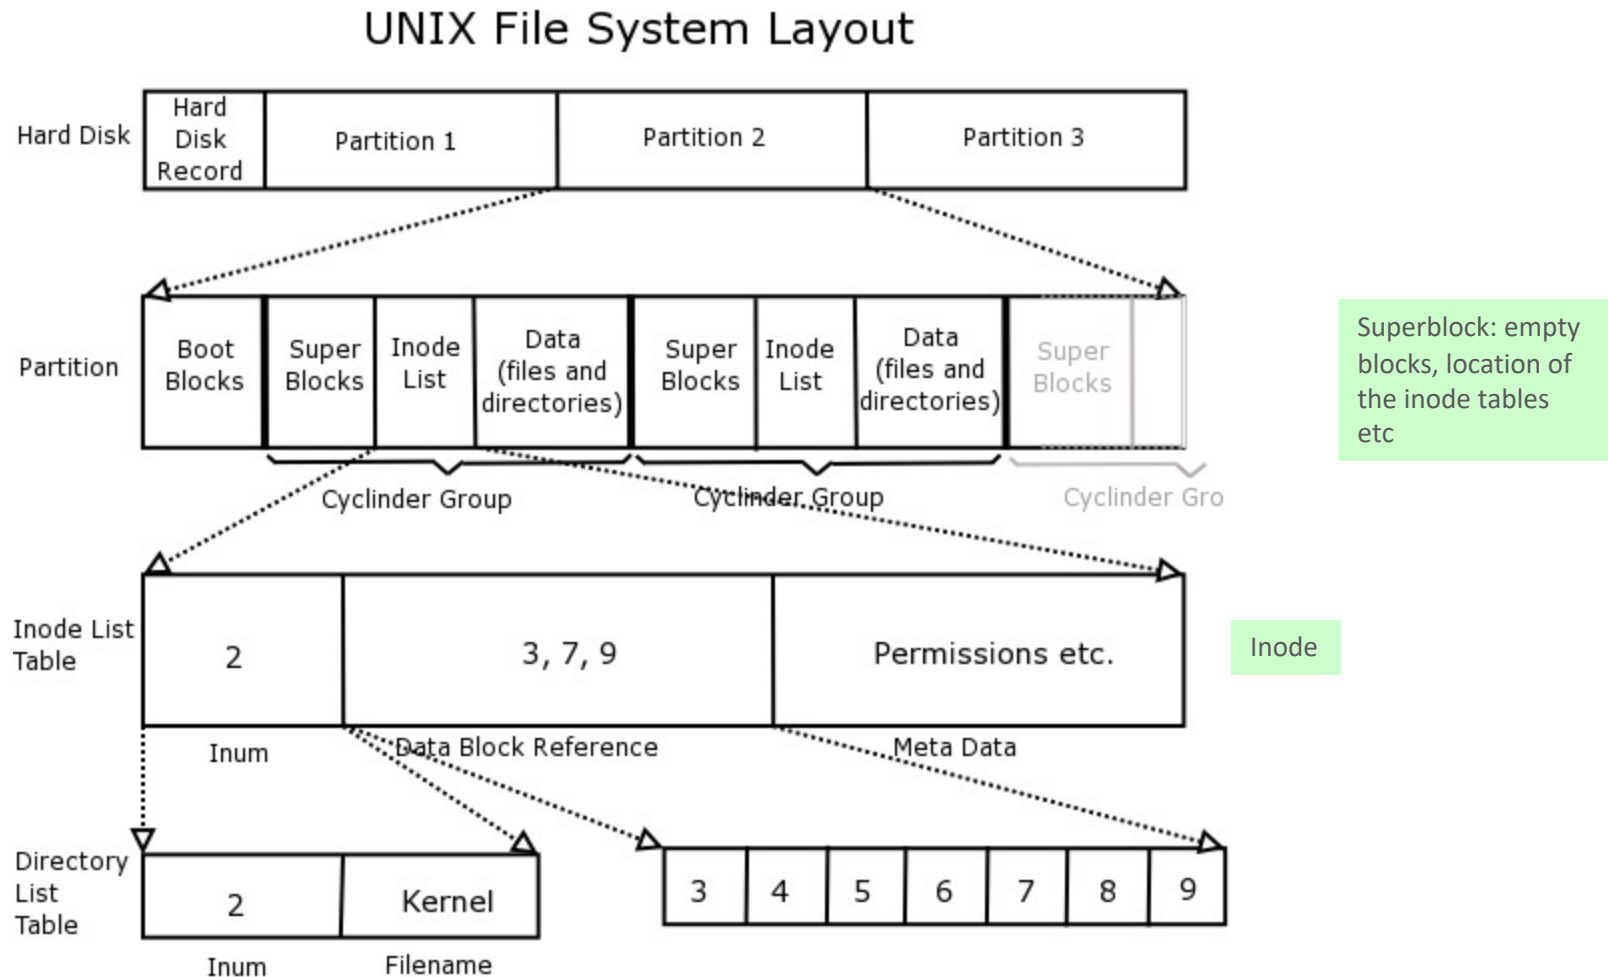 UNIX File System Layout
Hard Disk
Hard
Disk
Record
Partition 1
Partition 2
Partition 3
Partition
Boot
Blocks
Super
Blocks
Inode
List
Data
(files and
directories)
Super
Blocks
Inode
List
Data
(files and
directories)
Super
Blocks
Superblock: empty
blocks, location of
the inode tables
etc
Cyclinder Group
Cyclinder Group
Cyclinder Gro
Inode List
Table
2
3, 7, 9
Permissions etc.
Inode
Inum
Data Block Reference
Meta Data
Directory
List
Table
2
Kernel
3
4
5
6
7
8
9
Inum
Filename